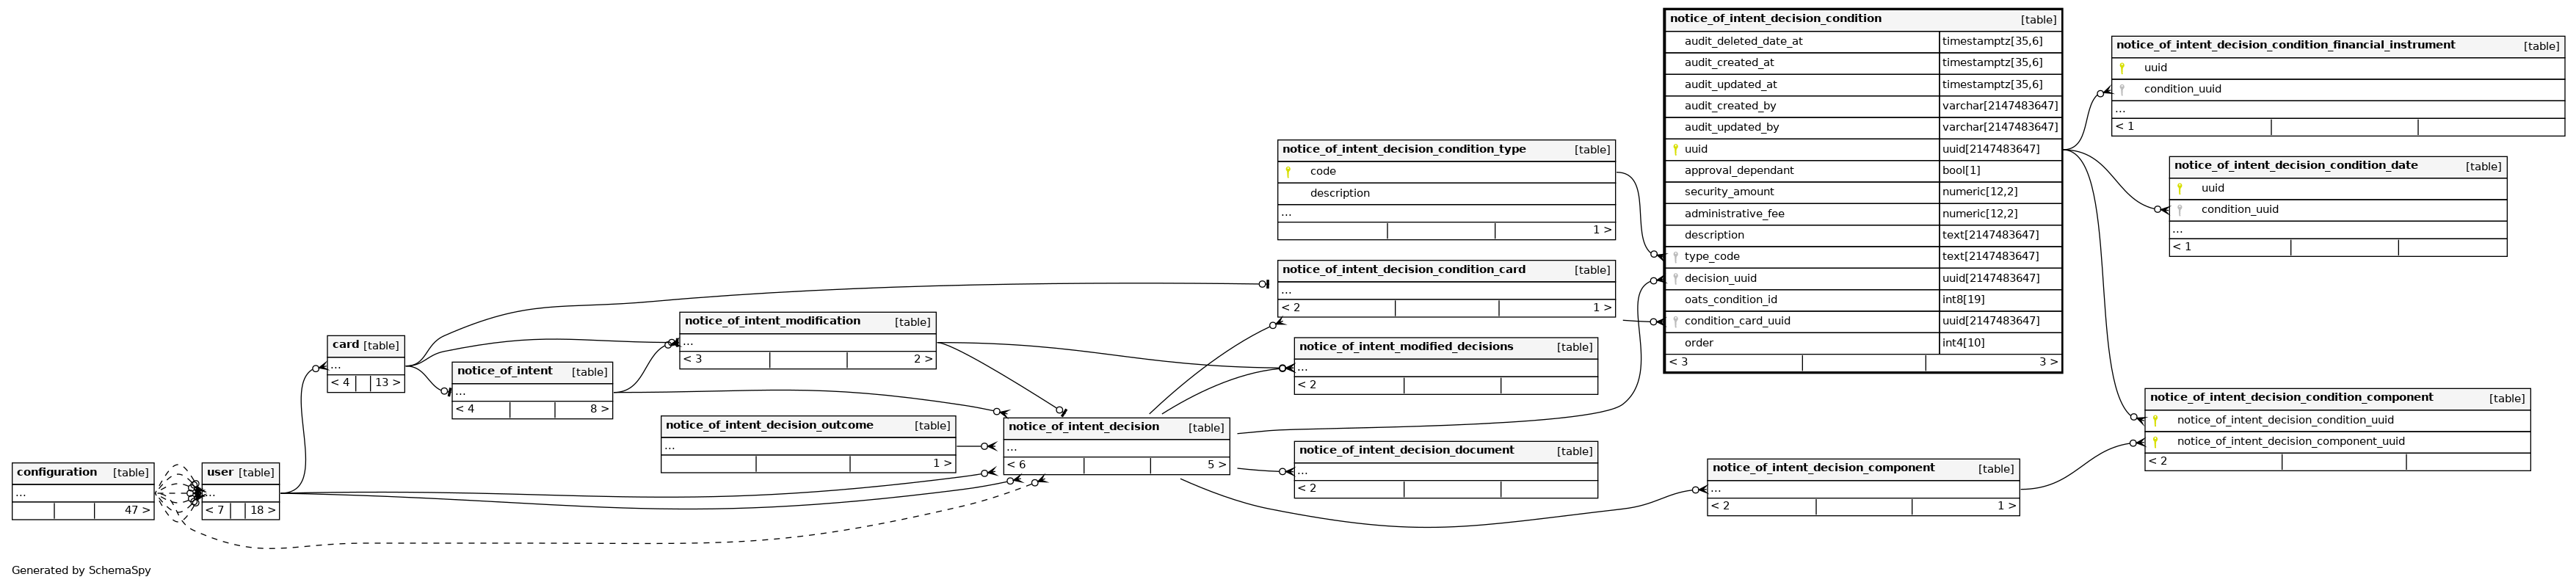 notice_of_intent_decision_condition [table]
audit_deleted_date_at timestamptz[35,6]
audit_created_at timestamptz[35,6]
audit_updated_at timestamptz[35,6]
audit_created_by varchar[2147483647]
audit_updated_by varchar[2147483647]
uuid uuid[2147483647]
approval_dependant bool[1]
security_amount numeric[12,2]
administrative_fee numeric[12,2]
description text[2147483647]
type_code text[2147483647]
decision_uuid uuid[2147483647]
oats_condition_id int8[19]
condition_card_uuid uuid[2147483647]
order int4[10]
< 3 3 >
notice_of_intent_decision_condition_financial_instrument [table]
uuid
condition_uuid
...
< 1
notice_of_intent_decision_condition_date [table]
uuid
condition_uuid
...
< 1
notice_of_intent_decision_condition_type [table]
code
description
...
1 >
notice_of_intent_decision_condition_card [table]
...
< 2 1 >
notice_of_intent_modification [table]
...
< 3 2 >
card [table]
...
< 4 13 >
notice_of_intent [table]
...
< 4 8 >
notice_of_intent_modified_decisions [table]
...
< 2
notice_of_intent_decision_outcome [table]
...
1 >
notice_of_intent_decision [table]
...
< 6 5 >
notice_of_intent_decision_document [table]
...
< 2
notice_of_intent_decision_condition_component [table]
notice_of_intent_decision_condition_uuid
notice_of_intent_decision_component_uuid
< 2
notice_of_intent_decision_component [table]
...
< 2 1 >
configuration [table]
...
47 >
user [table]
...
< 7 18 >
Generated by SchemaSpy